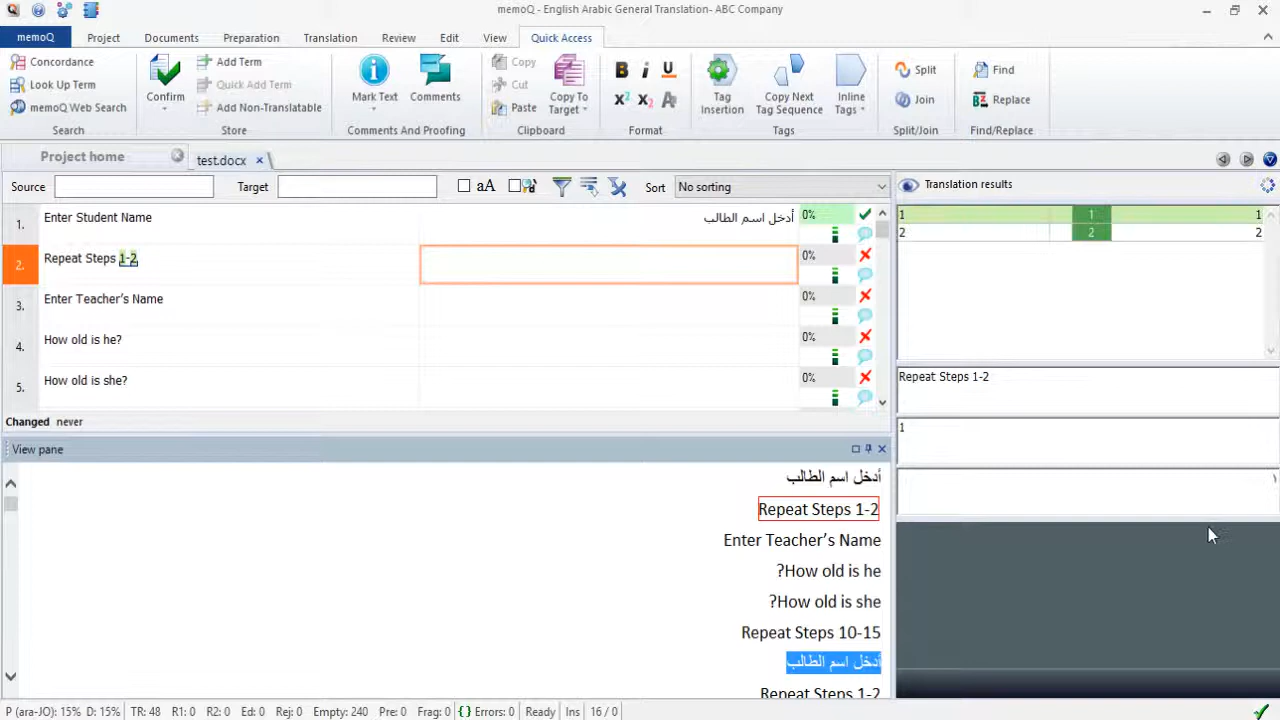 memoQ - English Arabic General Translation- ABC Company
memoQ Project Documents Preparation Translation Review Edit View Quick Access
Concordance
Look Up Term
memoQ Web Search
Search
Confirm
Add Term
Quick Add Term
Add Non-Translatable
Store
Mark Text
Comments
Comments And Proofing
Copy
Cut
Paste
Copy To Target
Clipboard
B i U
x² x₂ A
Format
Tag Insertion
Copy Next Tag Sequence
Inline Tags
Tags
Split
Join
Split/Join
Find
Replace
Find/Replace
Project home test.docx
Source Target aA Sort No sorting
1. Enter Student Name أدخل اسم الطالب 0%
2. Repeat Steps 1-2 0%
3. Enter Teacher’s Name 0%
4. How old is he? 0%
5. How old is she? 0%
Changed never
View pane
أدخل اسم الطالب
Repeat Steps 1-2
Enter Teacher’s Name
?How old is he
?How old is she
Repeat Steps 10-15
أدخل اسم الطالب
Repeat Steps 1-2
Translation results
1 1 1
2 2 2
Repeat Steps 1-2
1
١
P (ara-JO): 15% D: 15% TR: 48 R1: 0 R2: 0 Ed: 0 Rej: 0 Empty: 240 Pre: 0 Frag: 0 {} Errors: 0 Ready Ins 16 / 0